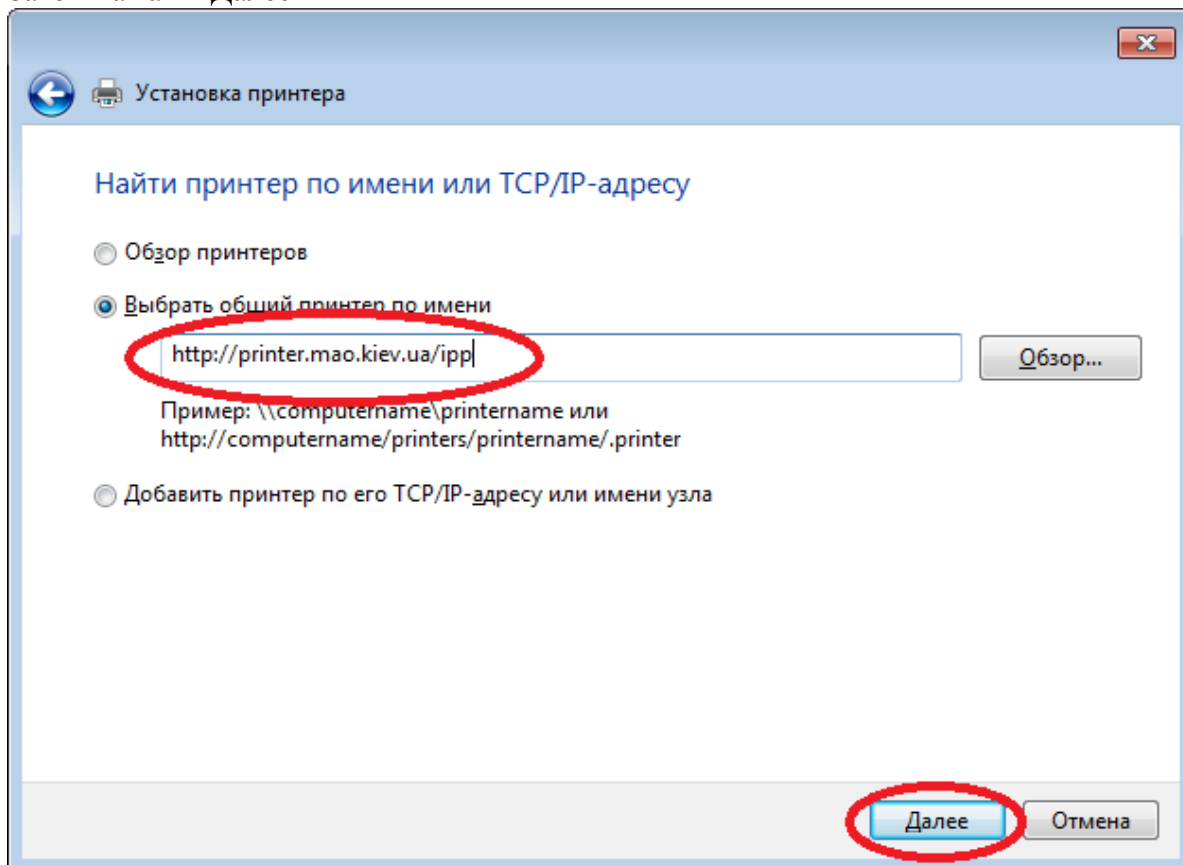 Установка принтера
Найти принтер по имени или TCP/IP-адресу
Обзор принтеров
Выбрать общий принтер по имени
http://printer.mao.kiev.ua/ipp
Обзор...
Пример: \\computername\printername или
http://computername/printers/printername/.printer
Добавить принтер по его TCP/IP-адресу или имени узла
Далее
Отмена